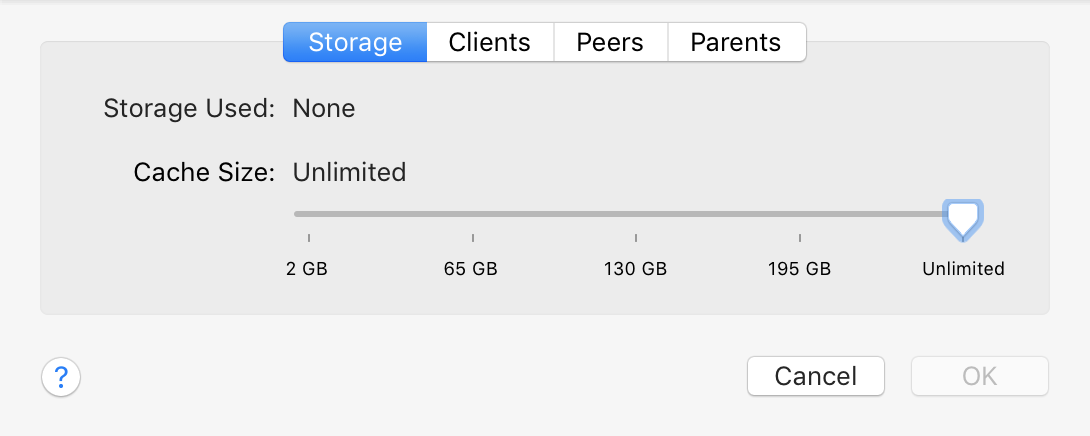 Storage Clients Peers Parents
Storage Used: None
Cache Size: Unlimited
2 GB 65 GB 130 GB 195 GB Unlimited
? Cancel OK